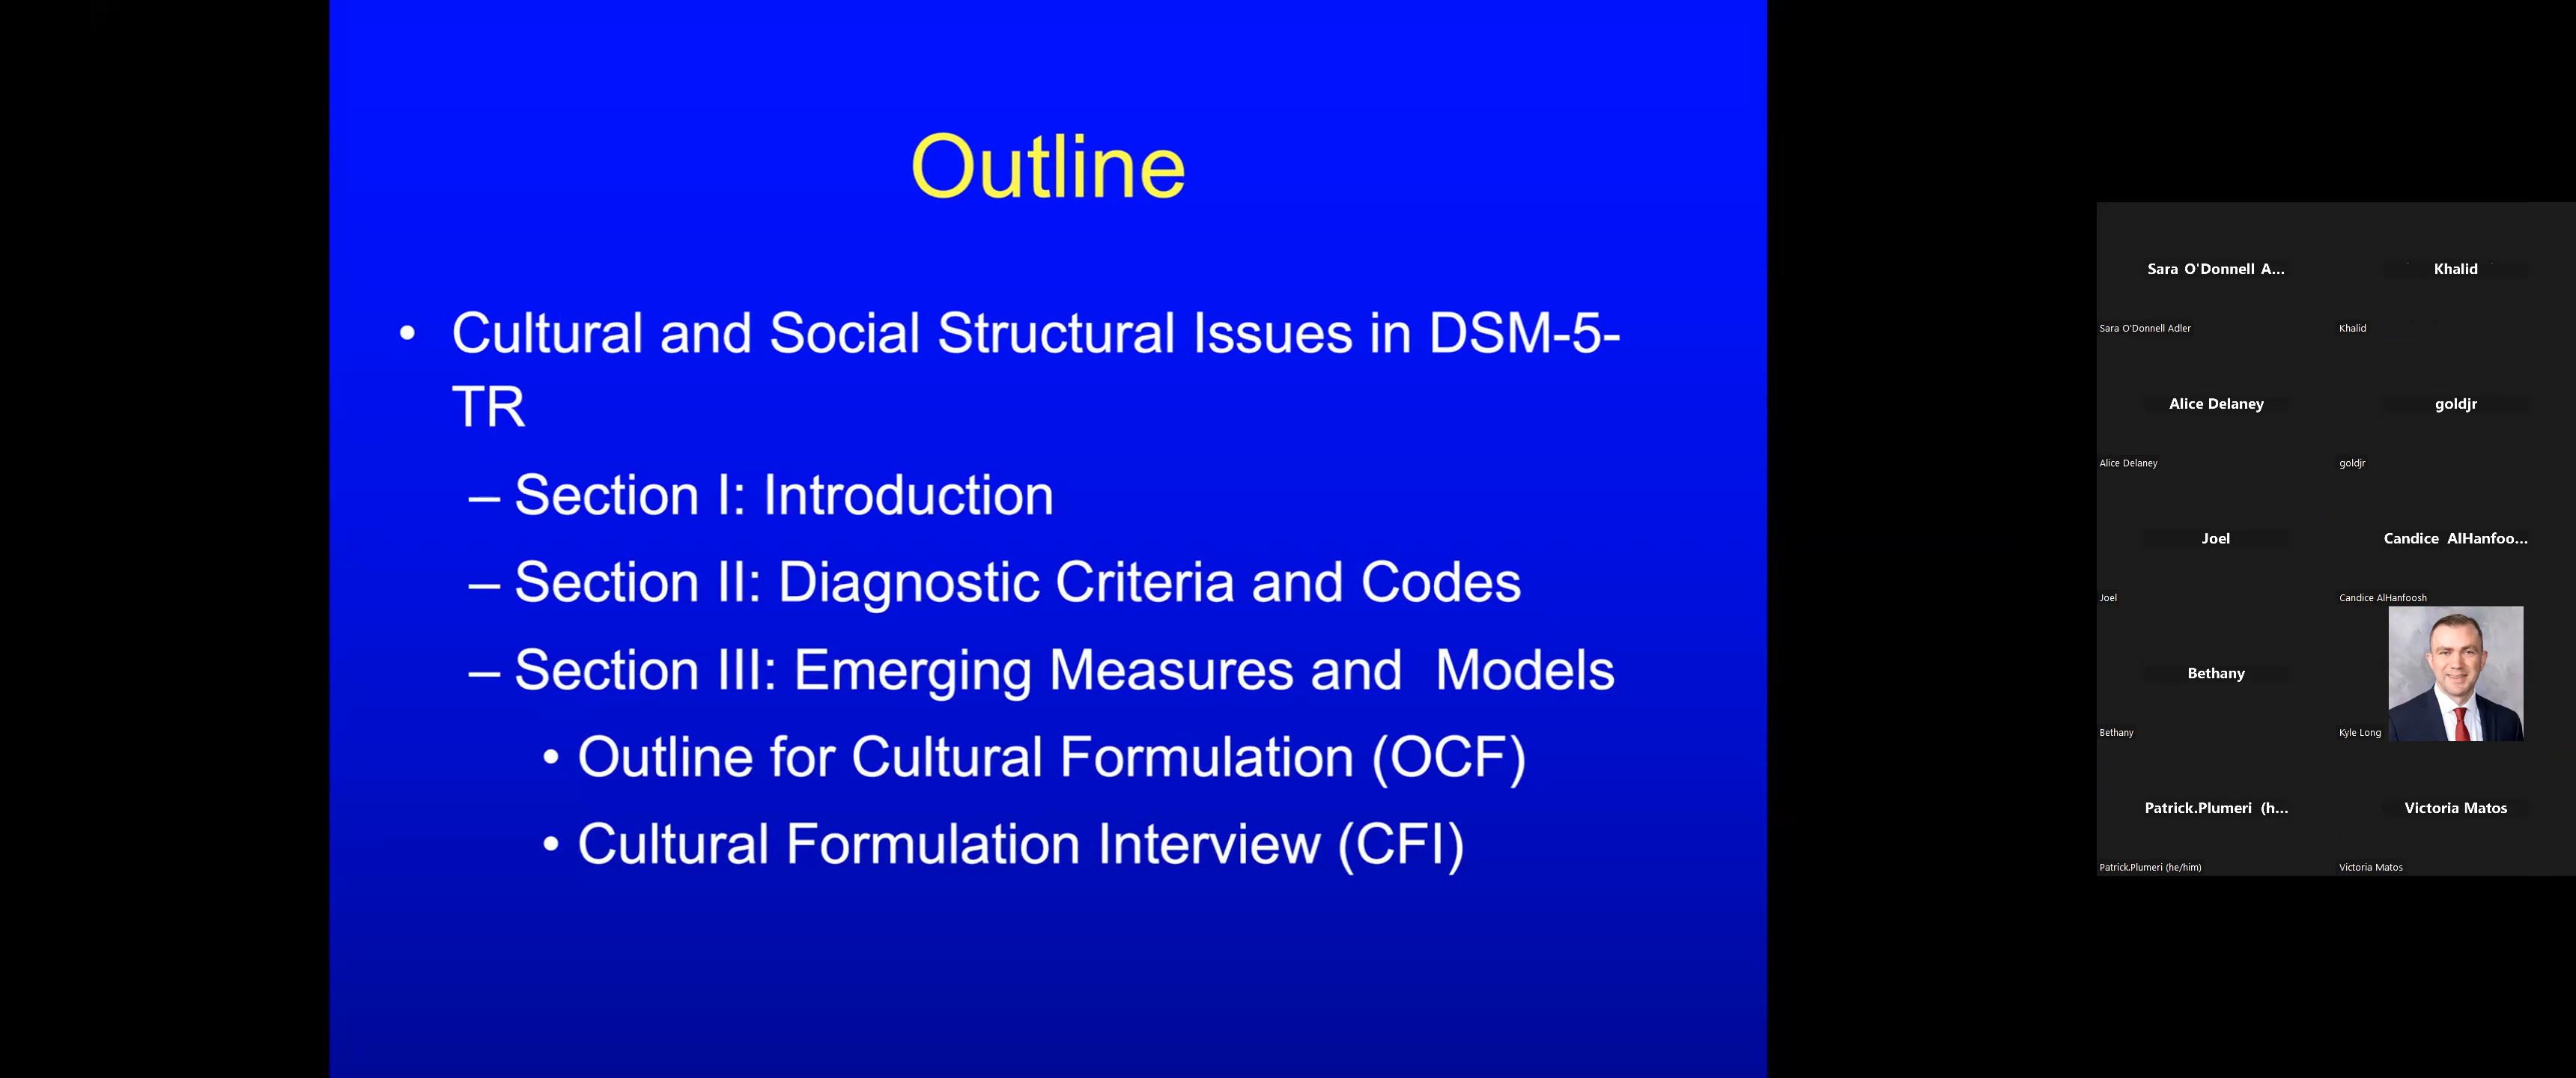 Outline
• Cultural and Social Structural Issues in DSM-5-
TR
– Section I: Introduction
– Section II: Diagnostic Criteria and Codes
– Section III: Emerging Measures and  Models
• Outline for Cultural Formulation (OCF)
• Cultural Formulation Interview (CFI)
Sara O'Donnell A...
Sara O'Donnell Adler
Khalid
Khalid
Alice Delaney
Alice Delaney
goldjr
goldjr
Joel
Joel
Candice AlHanfoo...
Candice AlHanfoosh
Bethany
Bethany
Kyle Long
Patrick.Plumeri (h...
Patrick.Plumeri (he/him)
Victoria Matos
Victoria Matos